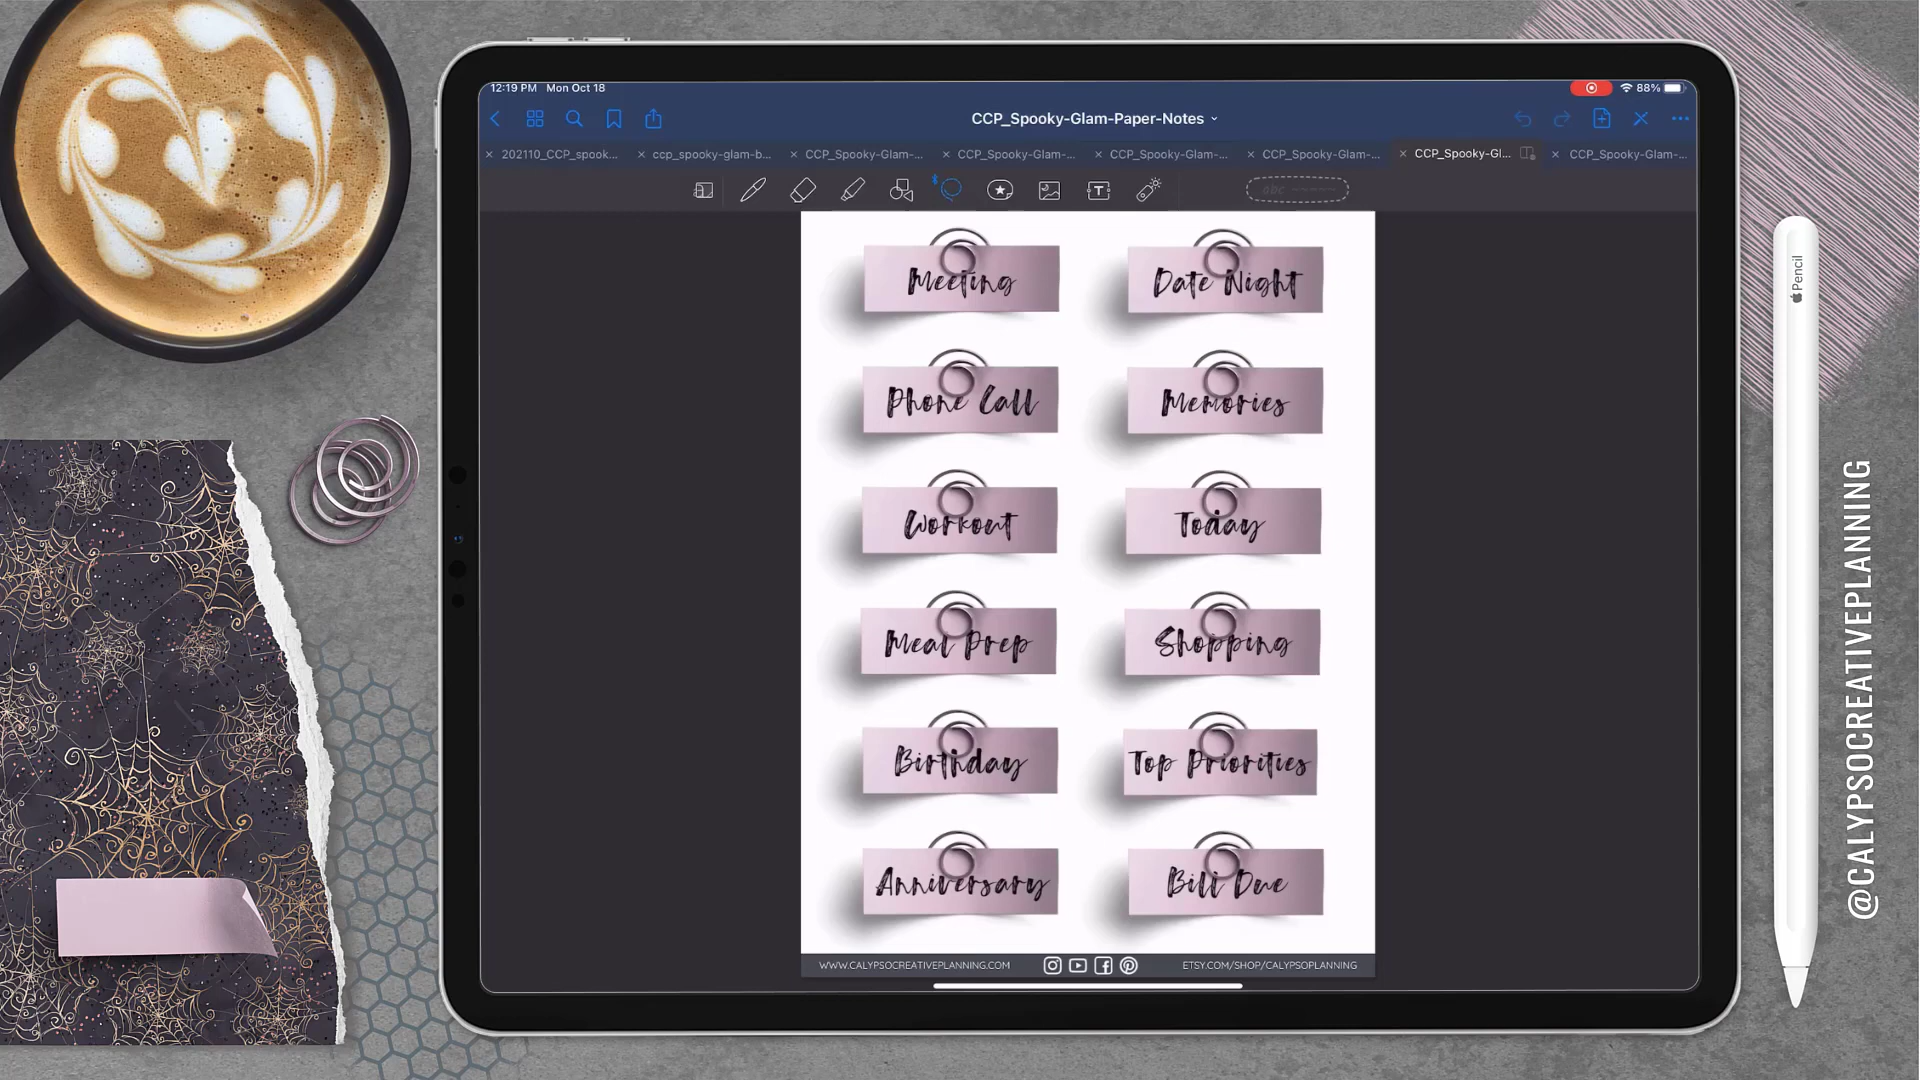 12:19 PM Mon Oct 18
88%
CCP_Spooky-Glam-Paper-Notes
202110_CCP_spook...
ccp_spooky-glam-b...
CCP_Spooky-Glam-...
CCP_Spooky-Glam-...
CCP_Spooky-Glam-...
CCP_Spooky-Glam-...
CCP_Spooky-Gl...
CCP_Spooky-Glam-...
abc
T
Meeting
Date Night
Phone Call
Memories
Workout
Today
Meal Prep
Shopping
Birthday
Top Priorities
Anniversary
Bill Due
WWW.CALYPSOCREATIVEPLANNING.COM
ETSY.COM/SHOP/CALYPSOPLANNING
Pencil
@CALYPSOCREATIVEPLANNING